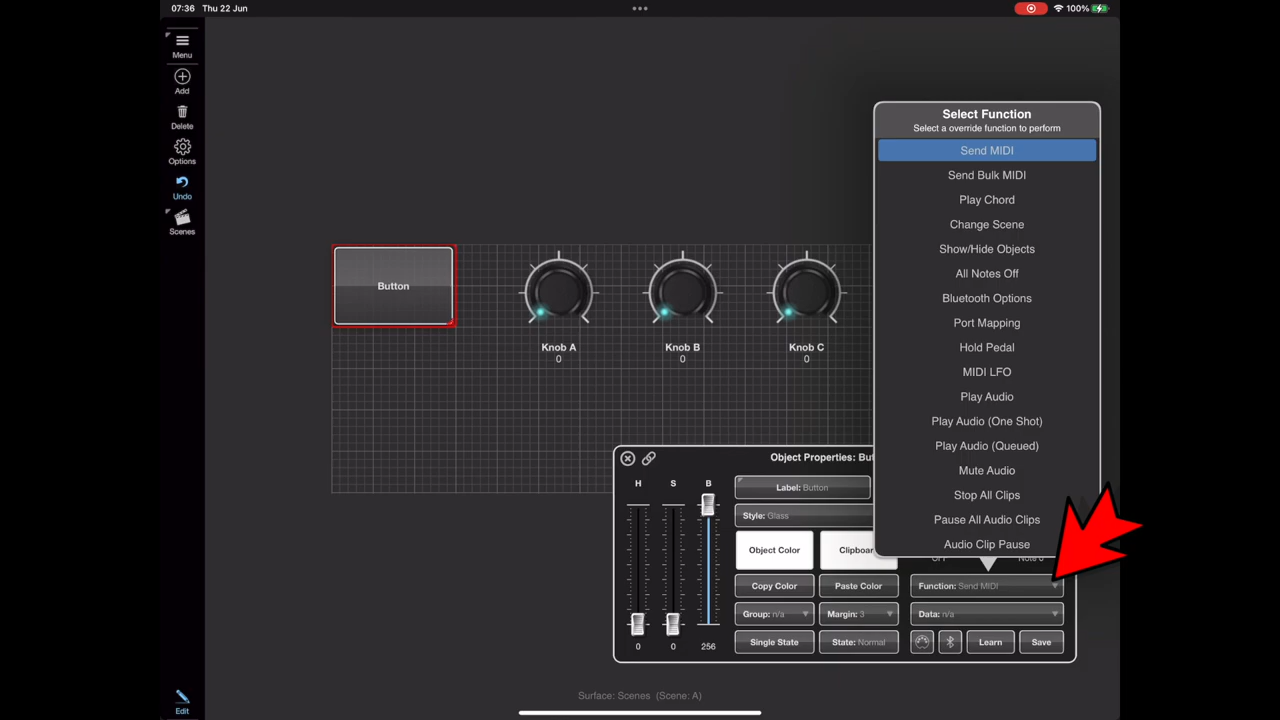 07:36 Thu 22 Jun
100%
Menu
Add
Delete
Options
Undo
Scenes
Edit
Button
Knob A
0
Knob B
0
Knob C
0
Select Function
Select a override function to perform
Send MIDI
Send Bulk MIDI
Play Chord
Change Scene
Show/Hide Objects
All Notes Off
Bluetooth Options
Port Mapping
Hold Pedal
MIDI LFO
Play Audio
Play Audio (One Shot)
Play Audio (Queued)
Mute Audio
Stop All Clips
Pause All Audio Clips
Audio Clip Pause
Object Properties: But
H S B
0 0 256
Label: Button
Style: Glass
Object Color
Clipboar
Copy Color
Paste Color
Group: n/a
Margin: 3
Single State
State: Normal
Function: Send MIDI
Data: n/a
Learn
Save
Surface: Scenes (Scene: A)